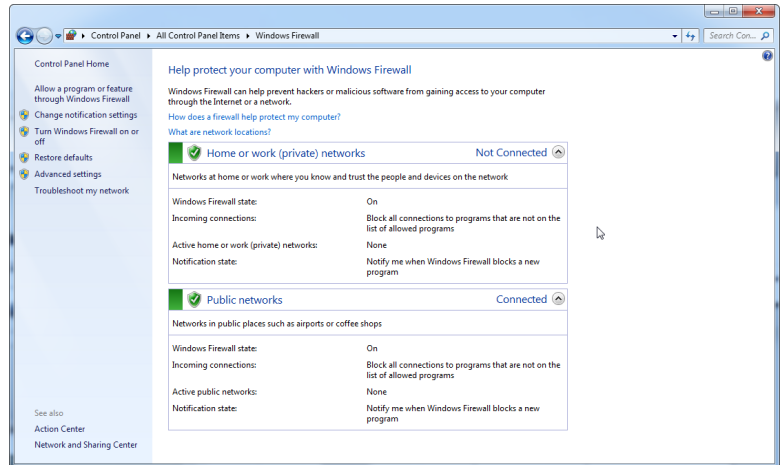 Control Panel
All Control Panel Items
Windows Firewall
Search Con...
Control Panel Home
Allow a program or feature
through Windows Firewall
Change notification settings
Turn Windows Firewall on or
off
Restore defaults
Advanced settings
Troubleshoot my network
See also
Action Center
Network and Sharing Center
Help protect your computer with Windows Firewall
Windows Firewall can help prevent hackers or malicious software from gaining access to your computer
through the Internet or a network.
How does a firewall help protect my computer?
What are network locations?
Home or work (private) networks Not Connected
Networks at home or work where you know and trust the people and devices on the network
Windows Firewall state: On
Incoming connections: Block all connections to programs that are not on the
list of allowed programs
Active home or work (private) networks: None
Notification state: Notify me when Windows Firewall blocks a new
program
Public networks Connected
Networks in public places such as airports or coffee shops
Windows Firewall state: On
Incoming connections: Block all connections to programs that are not on the
list of allowed programs
Active public networks: None
Notification state: Notify me when Windows Firewall blocks a new
program